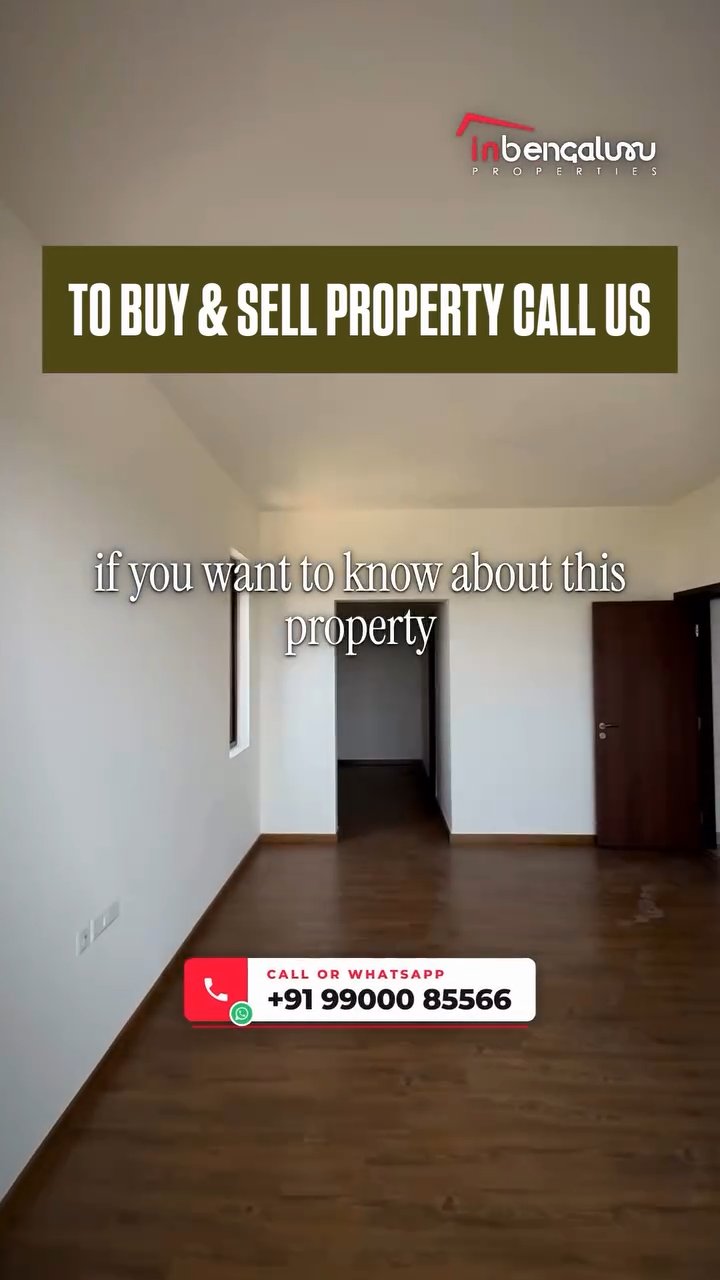 inbengaluru
PROPERTIES
TO BUY & SELL PROPERTY CALL US
if you want to know about this
property
CALL OR WHATSAPP
+91 99000 85566